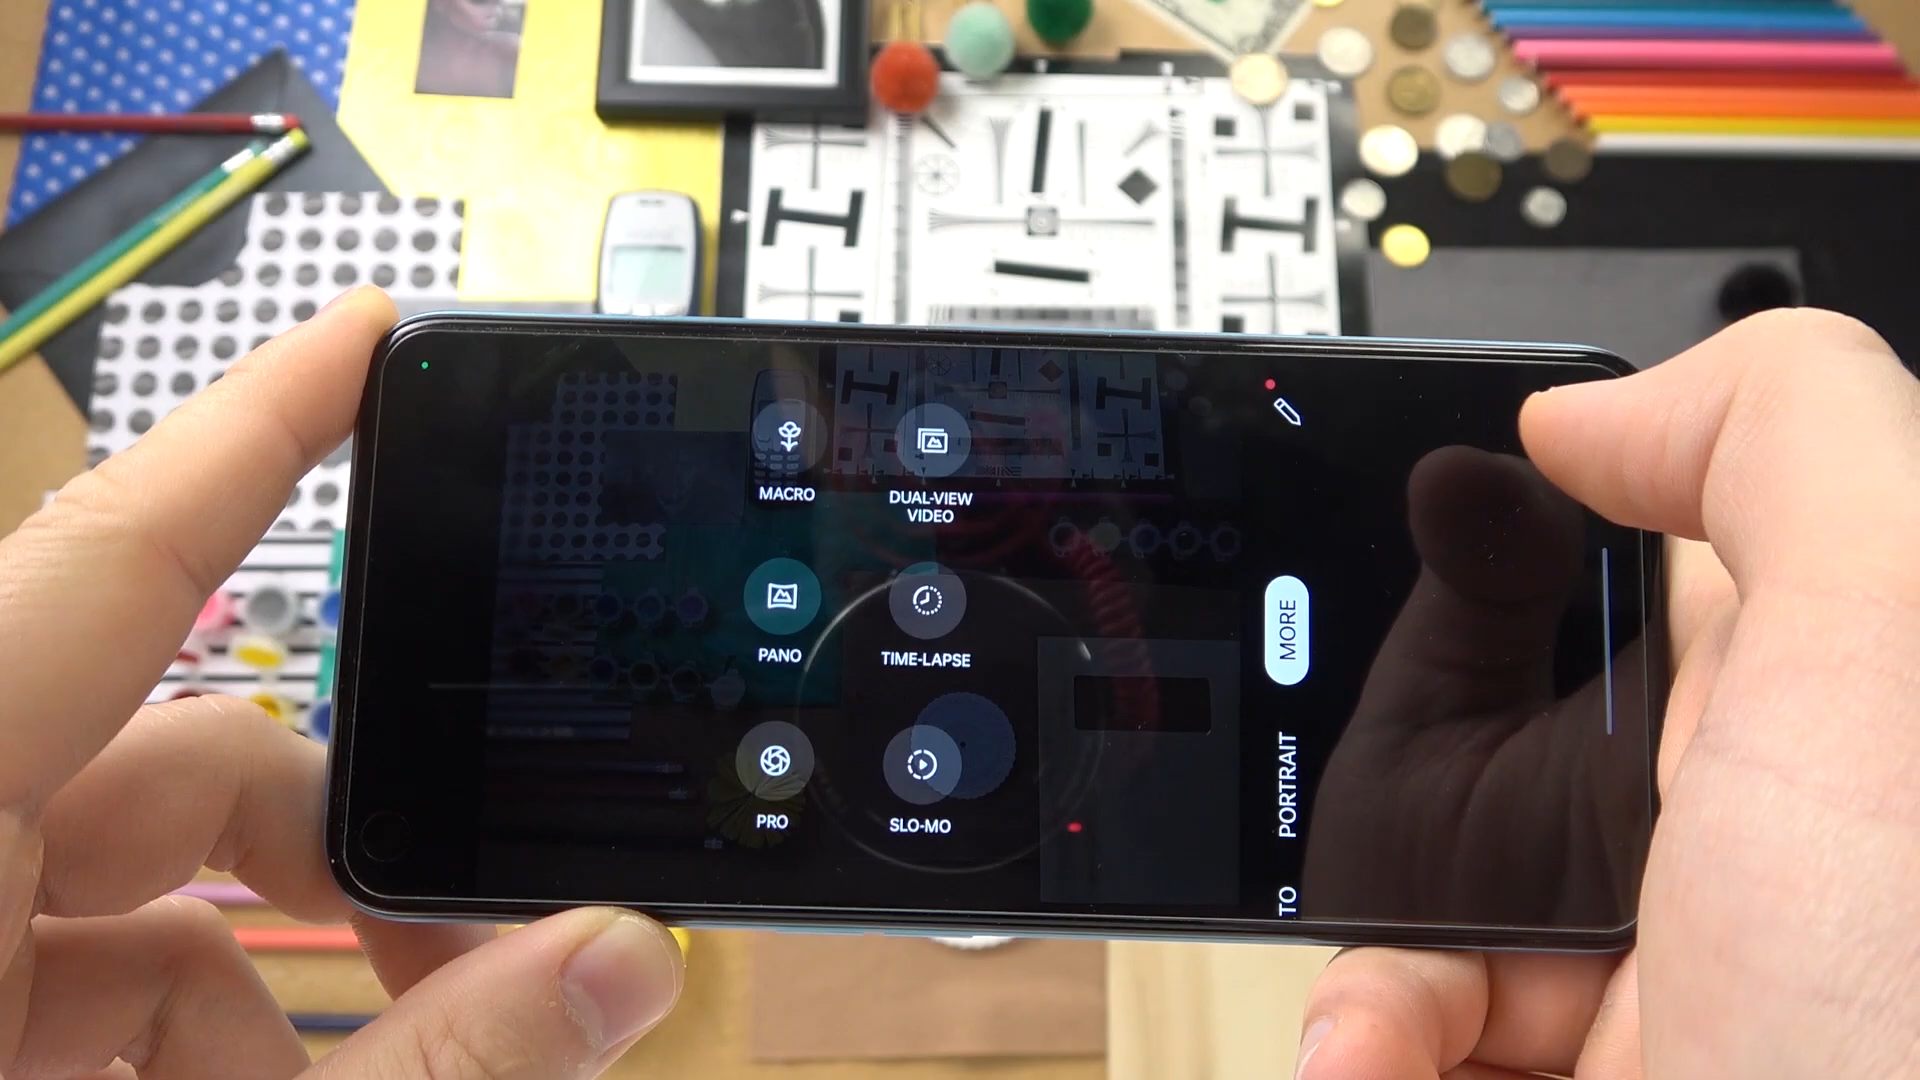 MACRO
DUAL-VIEW
VIDEO
PANO
TIME-LAPSE
PRO
SLO-MO
MORE
PORTRAIT
TO